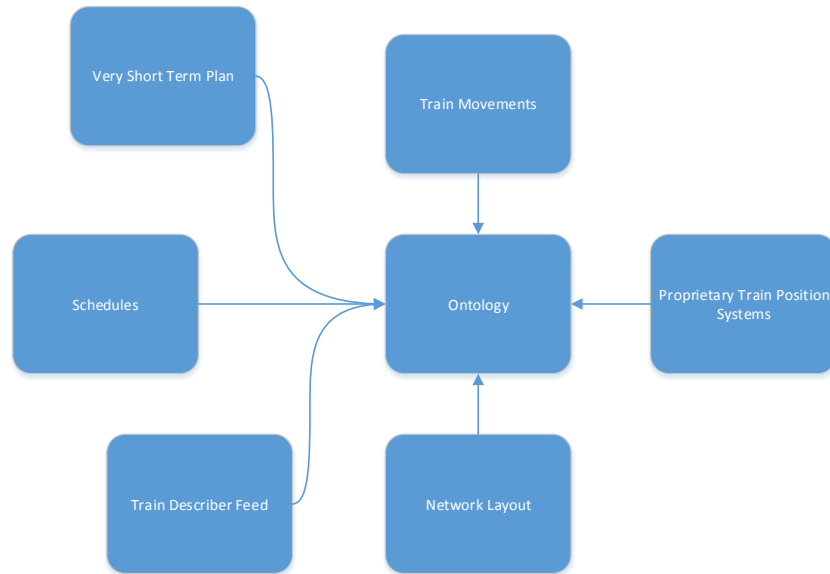 Very Short Term Plan
Train Movements
Schedules
Ontology
Proprietary Train Position
Systems
Train Describer Feed
Network Layout